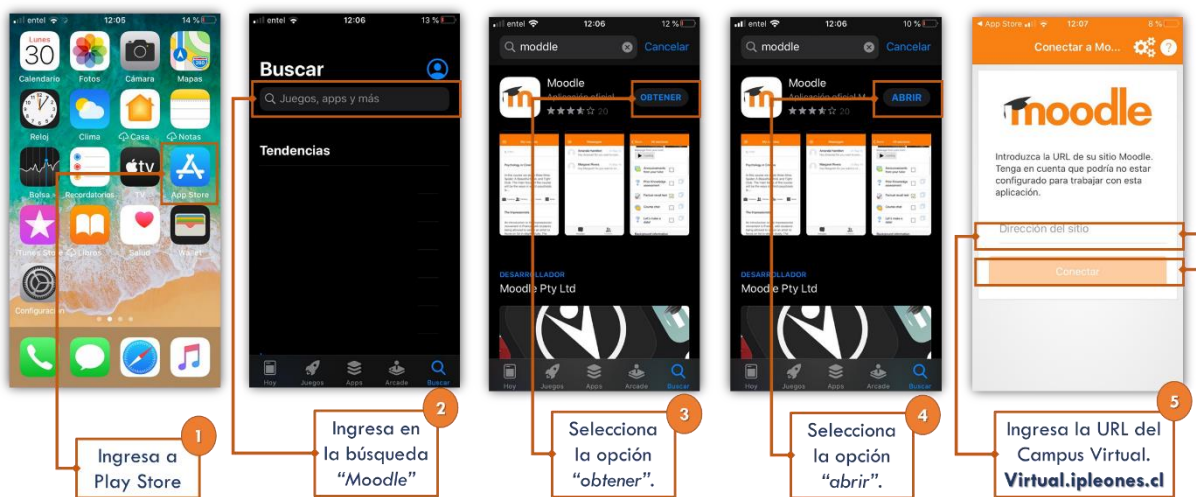 entel 12:05 14 %
Lunes
30
Calendario Fotos Cámara Mapas
Reloj Clima Casa Notas
tv
Bolsa Recordatorios TV App Store
iTunes Store Libros Salud Wallet
Configuración
1
Ingresa a
Play Store
entel 12:06 13 %
Buscar
Juegos, apps y más
Tendencias
Hoy Juegos Apps Arcade Buscar
2
Ingresa en
la búsqueda
“Moodle”
entel 12:06 12 %
moddle Cancelar
Moodle
Aplicación oficial
OBTENER
20
DESARROLLADOR
Moodle Pty Ltd
Hoy Juegos Apps Arcade Buscar
3
Selecciona
la opción
“obtener”.
entel 12:06 10 %
moddle Cancelar
Moodle
Aplicación oficial M
ABRIR
20
DESARROLLADOR
Moodle Pty Ltd
Hoy Juegos Apps Arcade Buscar
4
Selecciona
la opción
“abrir”.
App Store 12:07 8 %
Conectar a Mo... ?
moodle
Introduzca la URL de su sitio Moodle.
Tenga en cuenta que podría no estar
configurado para trabajar con esta
aplicación.
Dirección del sitio
Conectar
5
Ingresa la URL del
Campus Virtual.
Virtual.ipleones.cl